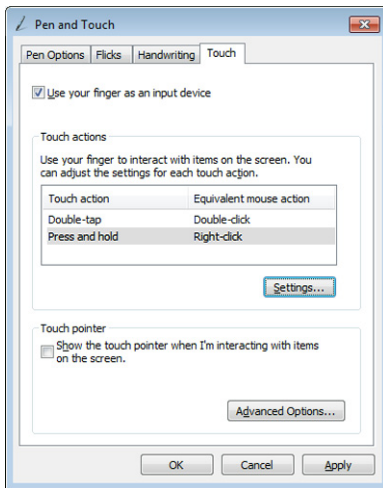 Pen and Touch
Pen Options Flicks Handwriting Touch
Use your finger as an input device
Touch actions
Use your finger to interact with items on the screen. You
can adjust the settings for each touch action.
Touch action Equivalent mouse action
Double-tap Double-click
Press and hold Right-click
Settings...
Touch pointer
Show the touch pointer when I'm interacting with items
on the screen.
Advanced Options...
OK Cancel Apply